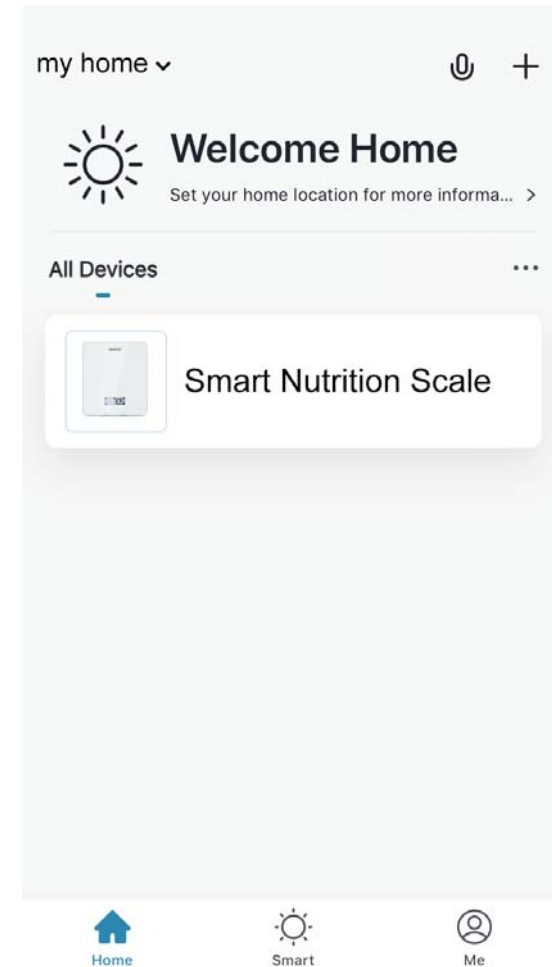 my home
Welcome Home
Set your home location for more informa...
All Devices
Smart Nutrition Scale
Home
Smart
Me